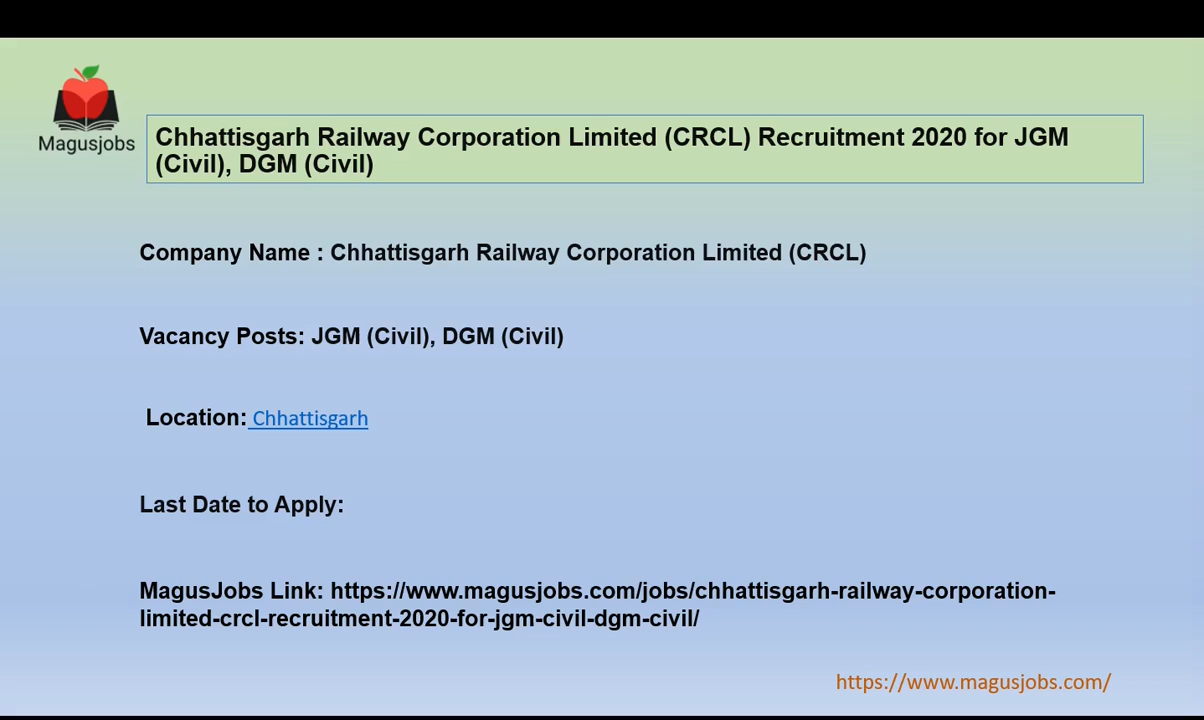 Magusjobs
Chhattisgarh Railway Corporation Limited (CRCL) Recruitment 2020 for JGM
(Civil), DGM (Civil)
Company Name : Chhattisgarh Railway Corporation Limited (CRCL)
Vacancy Posts: JGM (Civil), DGM (Civil)
Location: Chhattisgarh
Last Date to Apply:
MagusJobs Link: https://www.magusjobs.com/jobs/chhattisgarh-railway-corporation-
limited-crcl-recruitment-2020-for-jgm-civil-dgm-civil/
https://www.magusjobs.com/